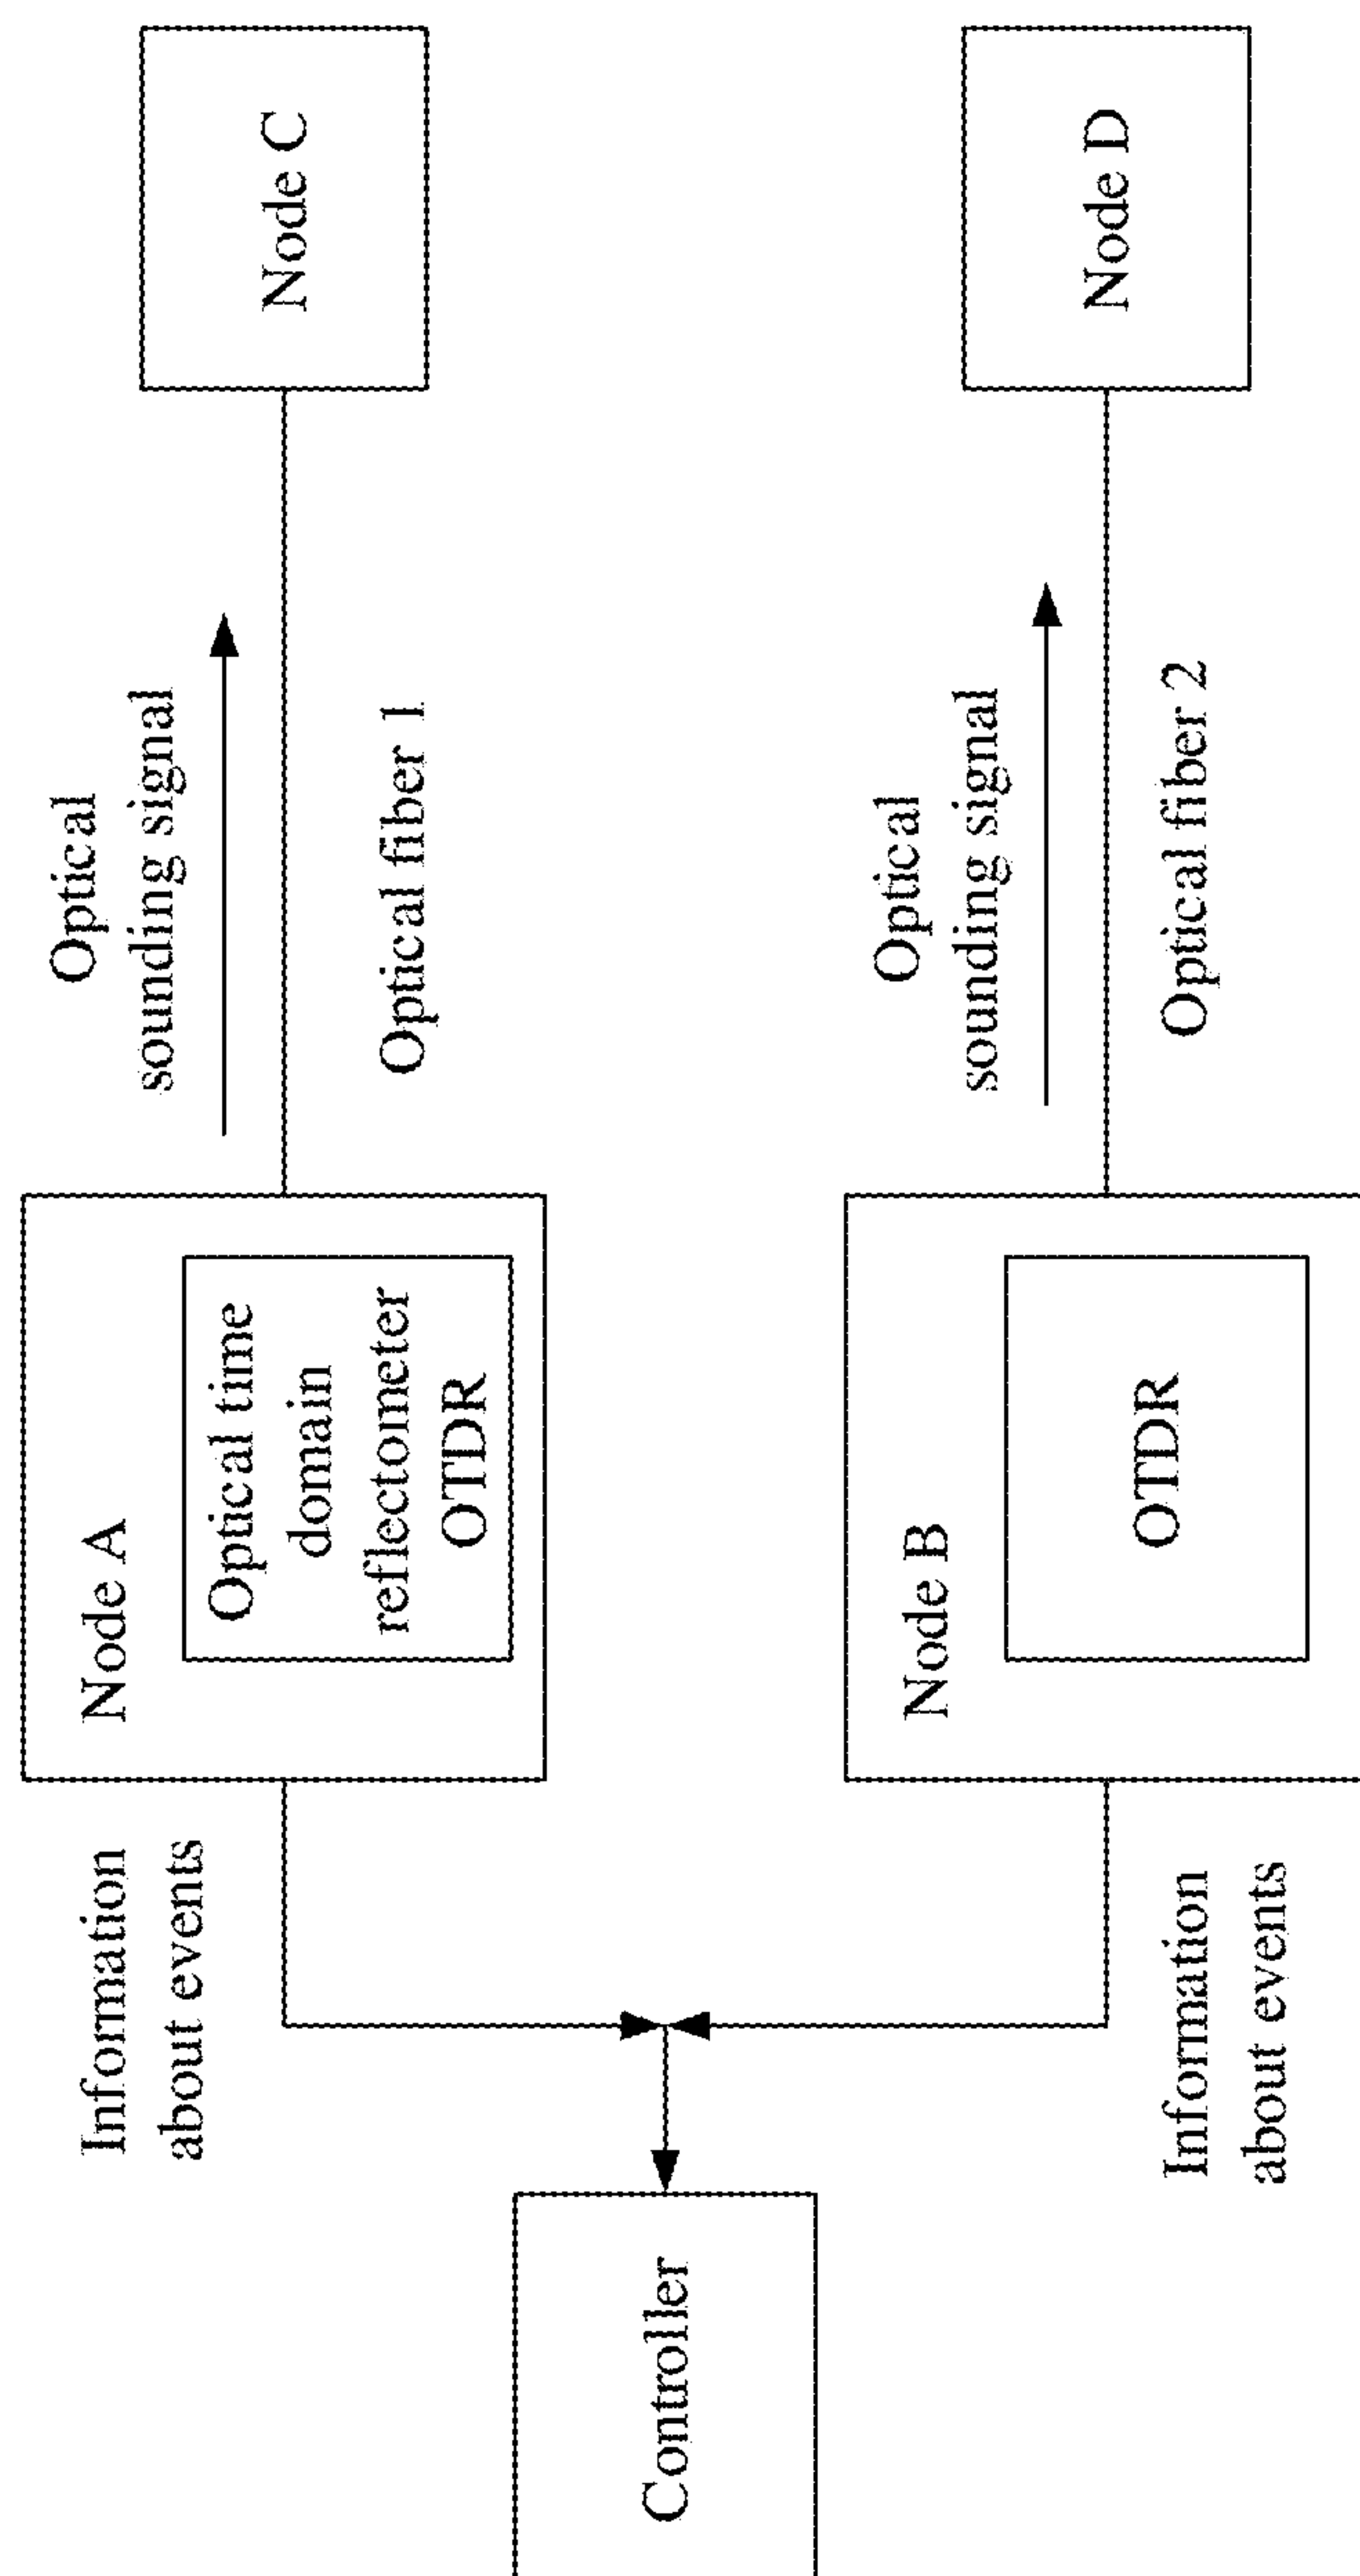 Controller
Information
about events
Node A
Optical time
domain
reflectometer
OTDR
Optical
sounding signal
Optical fiber 1
Node C
Information
about events
Node B
OTDR
Optical
sounding signal
Optical fiber 2
Node D